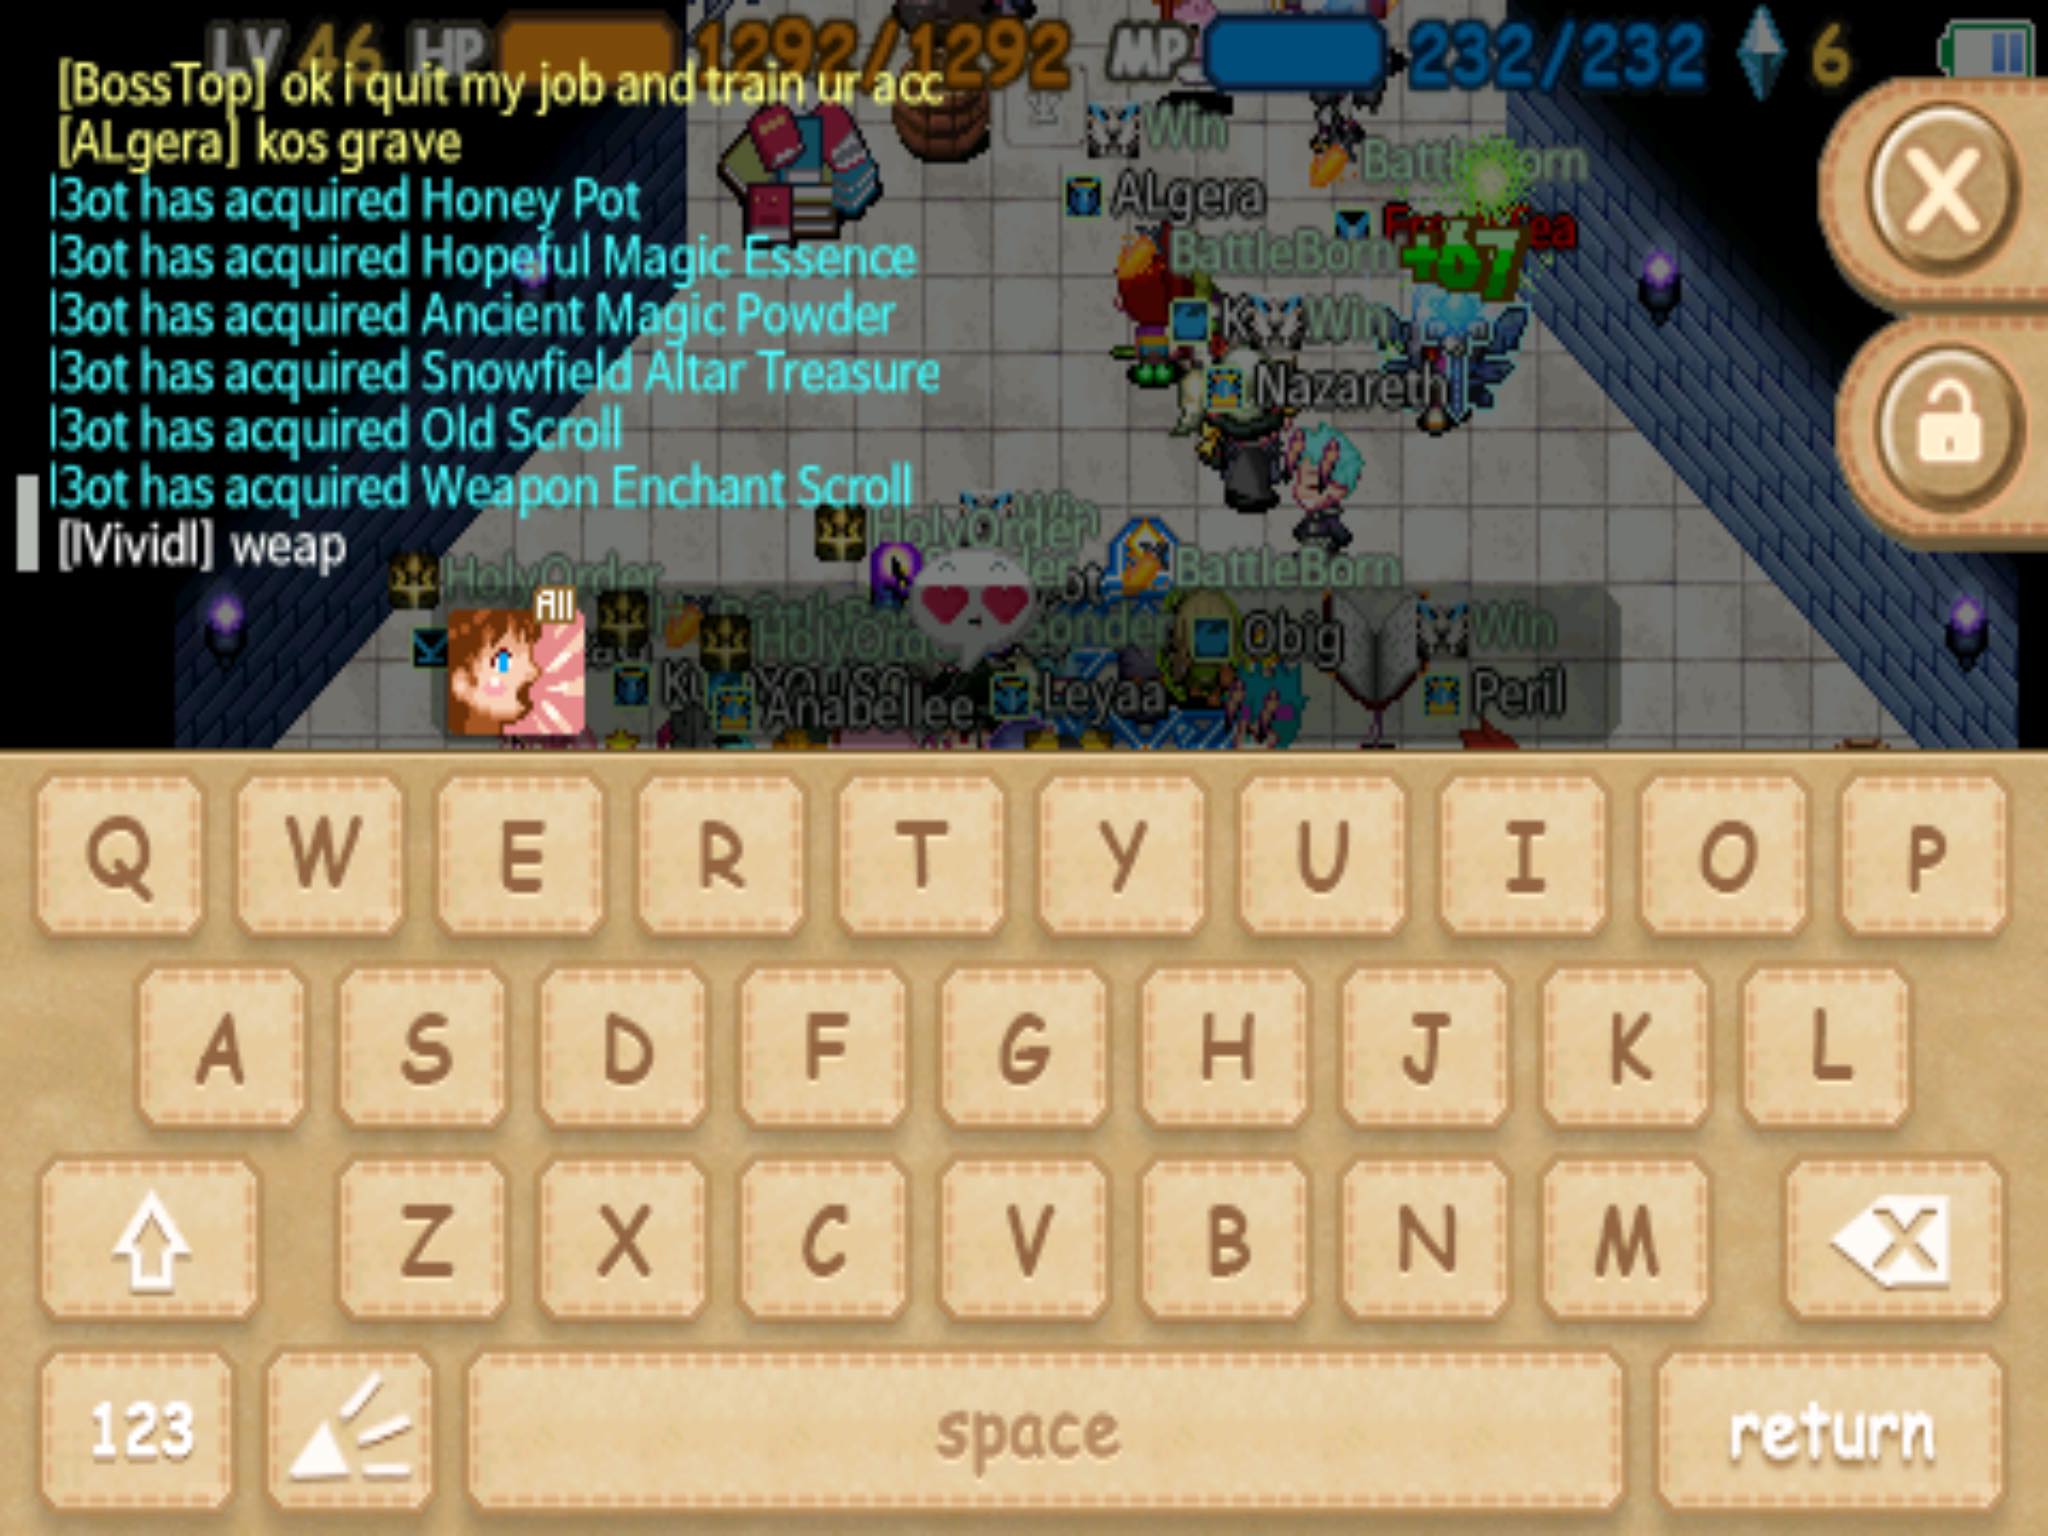 LV 46 HP 1292/1292 MP 232/232 6
[BossTop] ok i quit my job and train ur acc
[ALgera] kos grave
l3ot has acquired Honey Pot
l3ot has acquired Hopeful Magic Essence
l3ot has acquired Ancient Magic Powder
l3ot has acquired Snowfield Altar Treasure
l3ot has acquired Old Scroll
l3ot has acquired Weapon Enchant Scroll
[lVividl] weap
Win
ALgera
BattleBorn
BattleBorn
Win
Nazareth
HolyOrder
BattleBorn
HolyOrder
All
Obig
Win
Anabellee
Leyaa
Peril
Q W E R T Y U I O P
A S D F G H J K L
Z X C V B N M
123 space return